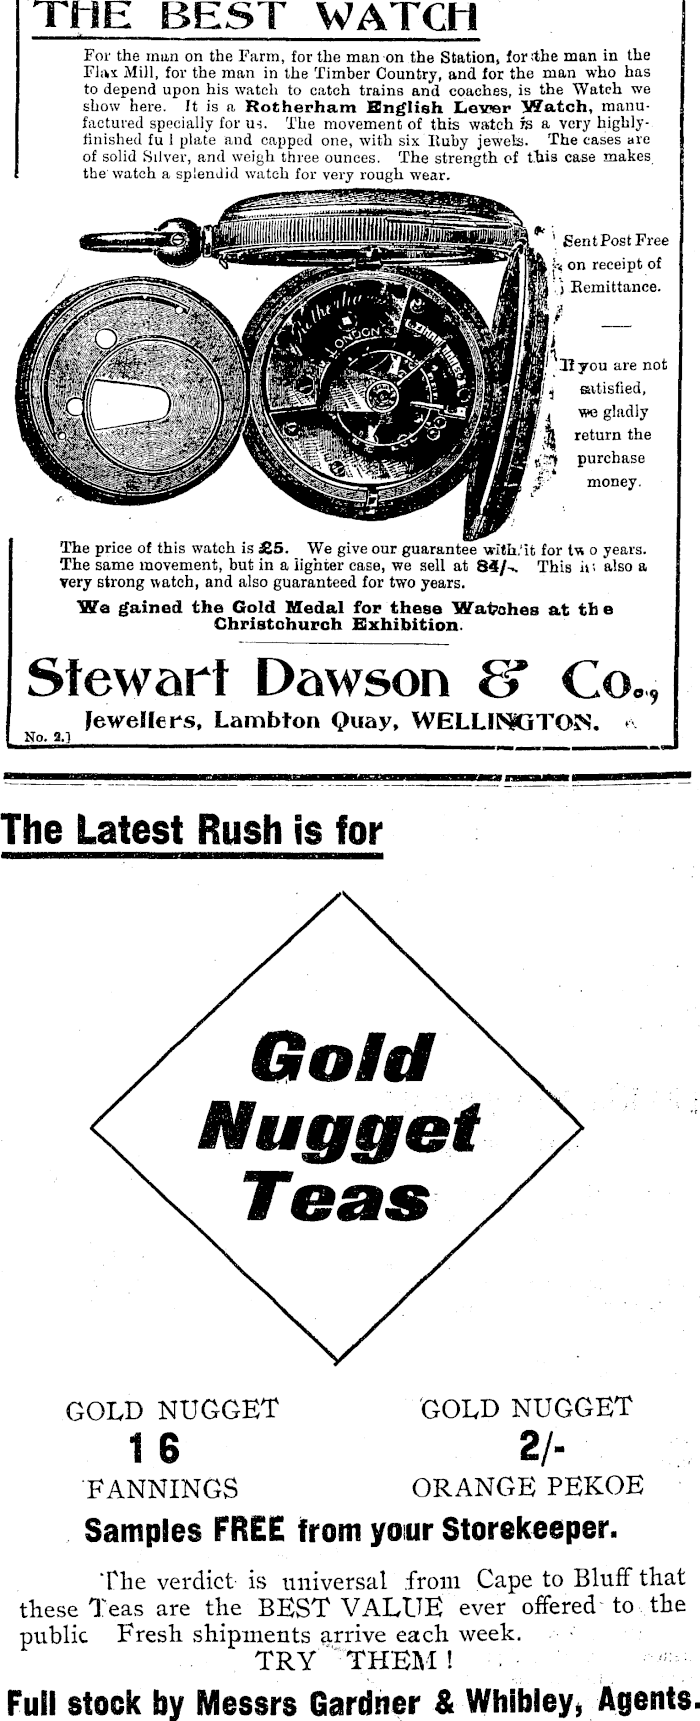 THE BEST WATCH
For the man on the Farm, for the man on the Station, for the man in the
Flax Mill, for the man in the Timber Country, and for the man who has
to depend upon his watch to catch trains and coaches, is the Watch we
show here. It is a Rotherham English Lever Watch, manu-
factured specially for us. The movement of this watch is a very highly-
finished fu l plate and capped one, with six Ruby jewels. The cases are
of solid Silver, and weigh three ounces. The strength of this case makes
the watch a splendid watch for very rough wear.
Rotherham
LONDON
Sent Post Free
on receipt of
Remittance.
If you are not
satisfied,
we gladly
return the
purchase
money.
The price of this watch is £5. We give our guarantee with it for two years.
The same movement, but in a lighter case, we sell at 84/-. This is also a
very strong watch, and also guaranteed for two years.
We gained the Gold Medal for these Watches at the
Christchurch Exhibition.
Stewart Dawson & Co.,
Jewellers, Lambton Quay, WELLINGTON.
No. 2.]
The Latest Rush is for
Gold
Nugget
Teas
GOLD NUGGET
1 6
FANNINGS
GOLD NUGGET
2/-
ORANGE PEKOE
Samples FREE from your Storekeeper.
The verdict is universal from Cape to Bluff that
these Teas are the BEST VALUE ever offered to the
public Fresh shipments arrive each week.
TRY THEM!
Full stock by Messrs Gardner & Whibley, Agents.